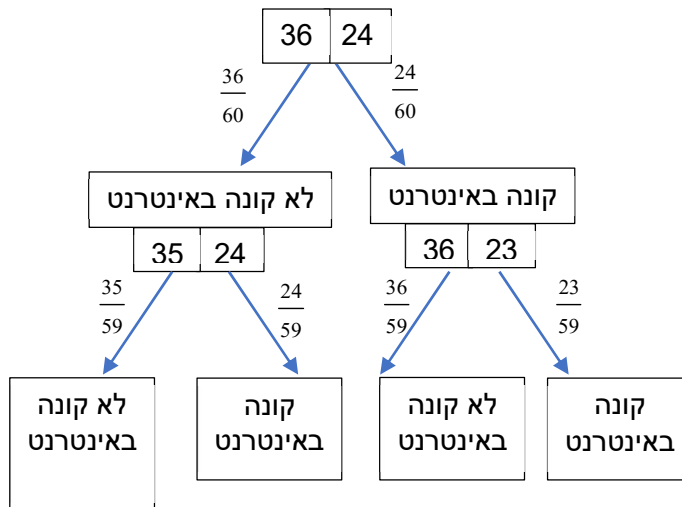 36 24
36/60 24/60
לא קונה באינטרנט
קונה באינטרנט
35 24
36 23
35/59 24/59 36/59 23/59
לא קונה
באינטרנט
קונה
באינטרנט
לא קונה
באינטרנט
קונה
באינטרנט